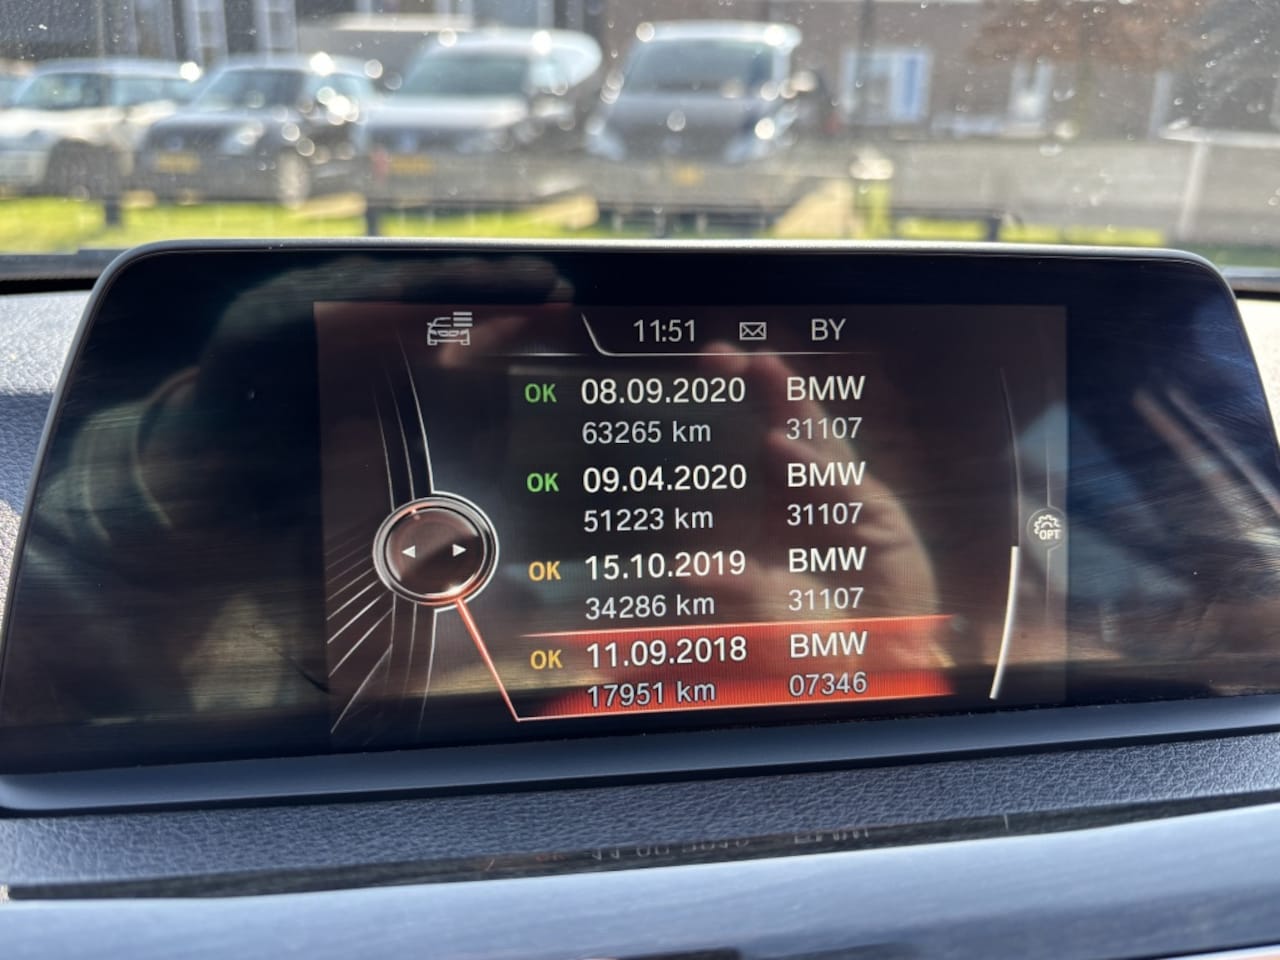 11:51 BY
OK 08.09.2020 BMW
63265 km 31107
OK 09.04.2020 BMW
51223 km 31107
OK 15.10.2019 BMW
34286 km 31107
OK 11.09.2018 BMW
17951 km 07346
OPT